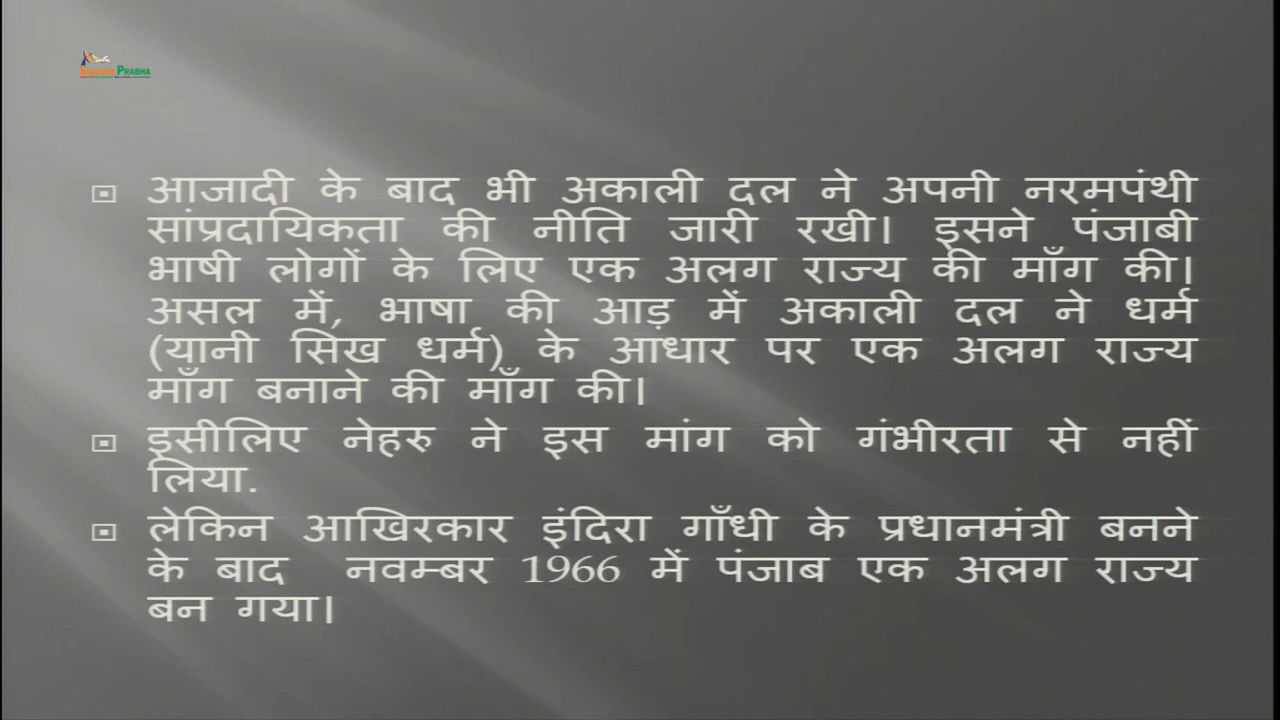 SWAYAM PRABHA
आजादी के बाद भी अकाली दल ने अपनी नरमपंथी
सांप्रदायिकता की नीति जारी रखी। इसने पंजाबी
भाषी लोगों के लिए एक अलग राज्य की माँग की।
असल में, भाषा की आड़ में अकाली दल ने धर्म
(यानी सिख धर्म) के आधार पर एक अलग राज्य
माँग बनाने की माँग की।
इसीलिए नेहरु ने इस मांग को गंभीरता से नहीं
लिया.
लेकिन आखिरकार इंदिरा गाँधी के प्रधानमंत्री बनने
के बाद नवम्बर 1966 में पंजाब एक अलग राज्य
बन गया।